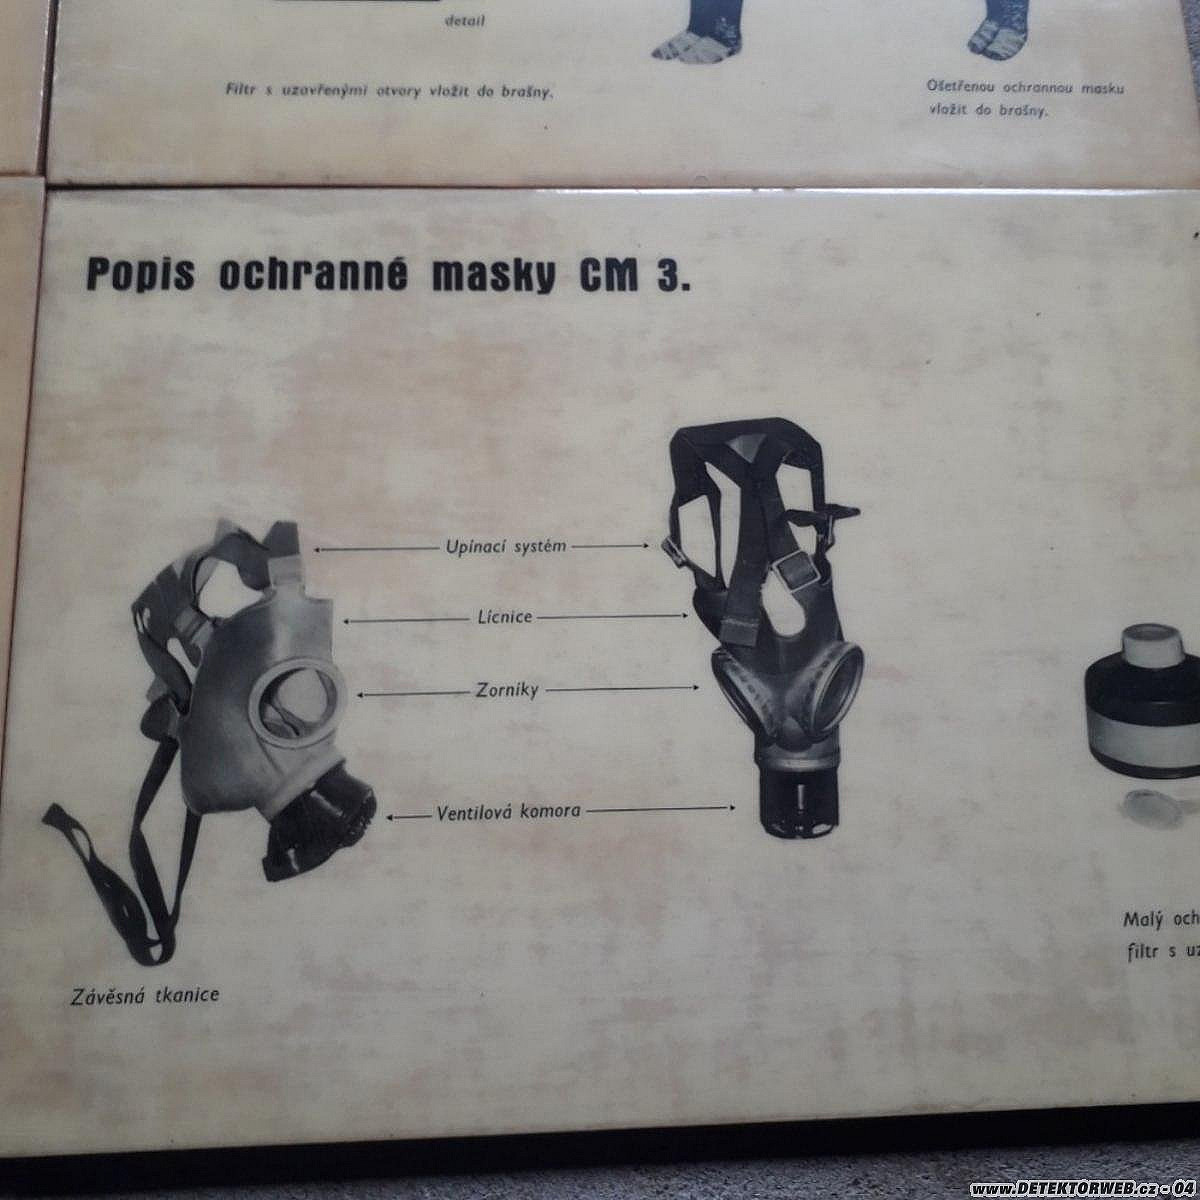 detail
Filtr s uzavřenými otvory vložit do brašny.
Ošetřenou ochrannou masku
vložit do brašny.
Popis ochranné masky CM 3.
Upínací systém
Lícnice
Zorníky
Ventilová komora
Závěsná tkanice
Malý och
filtr s uz
www.DETEKTORWEB.cz - 04